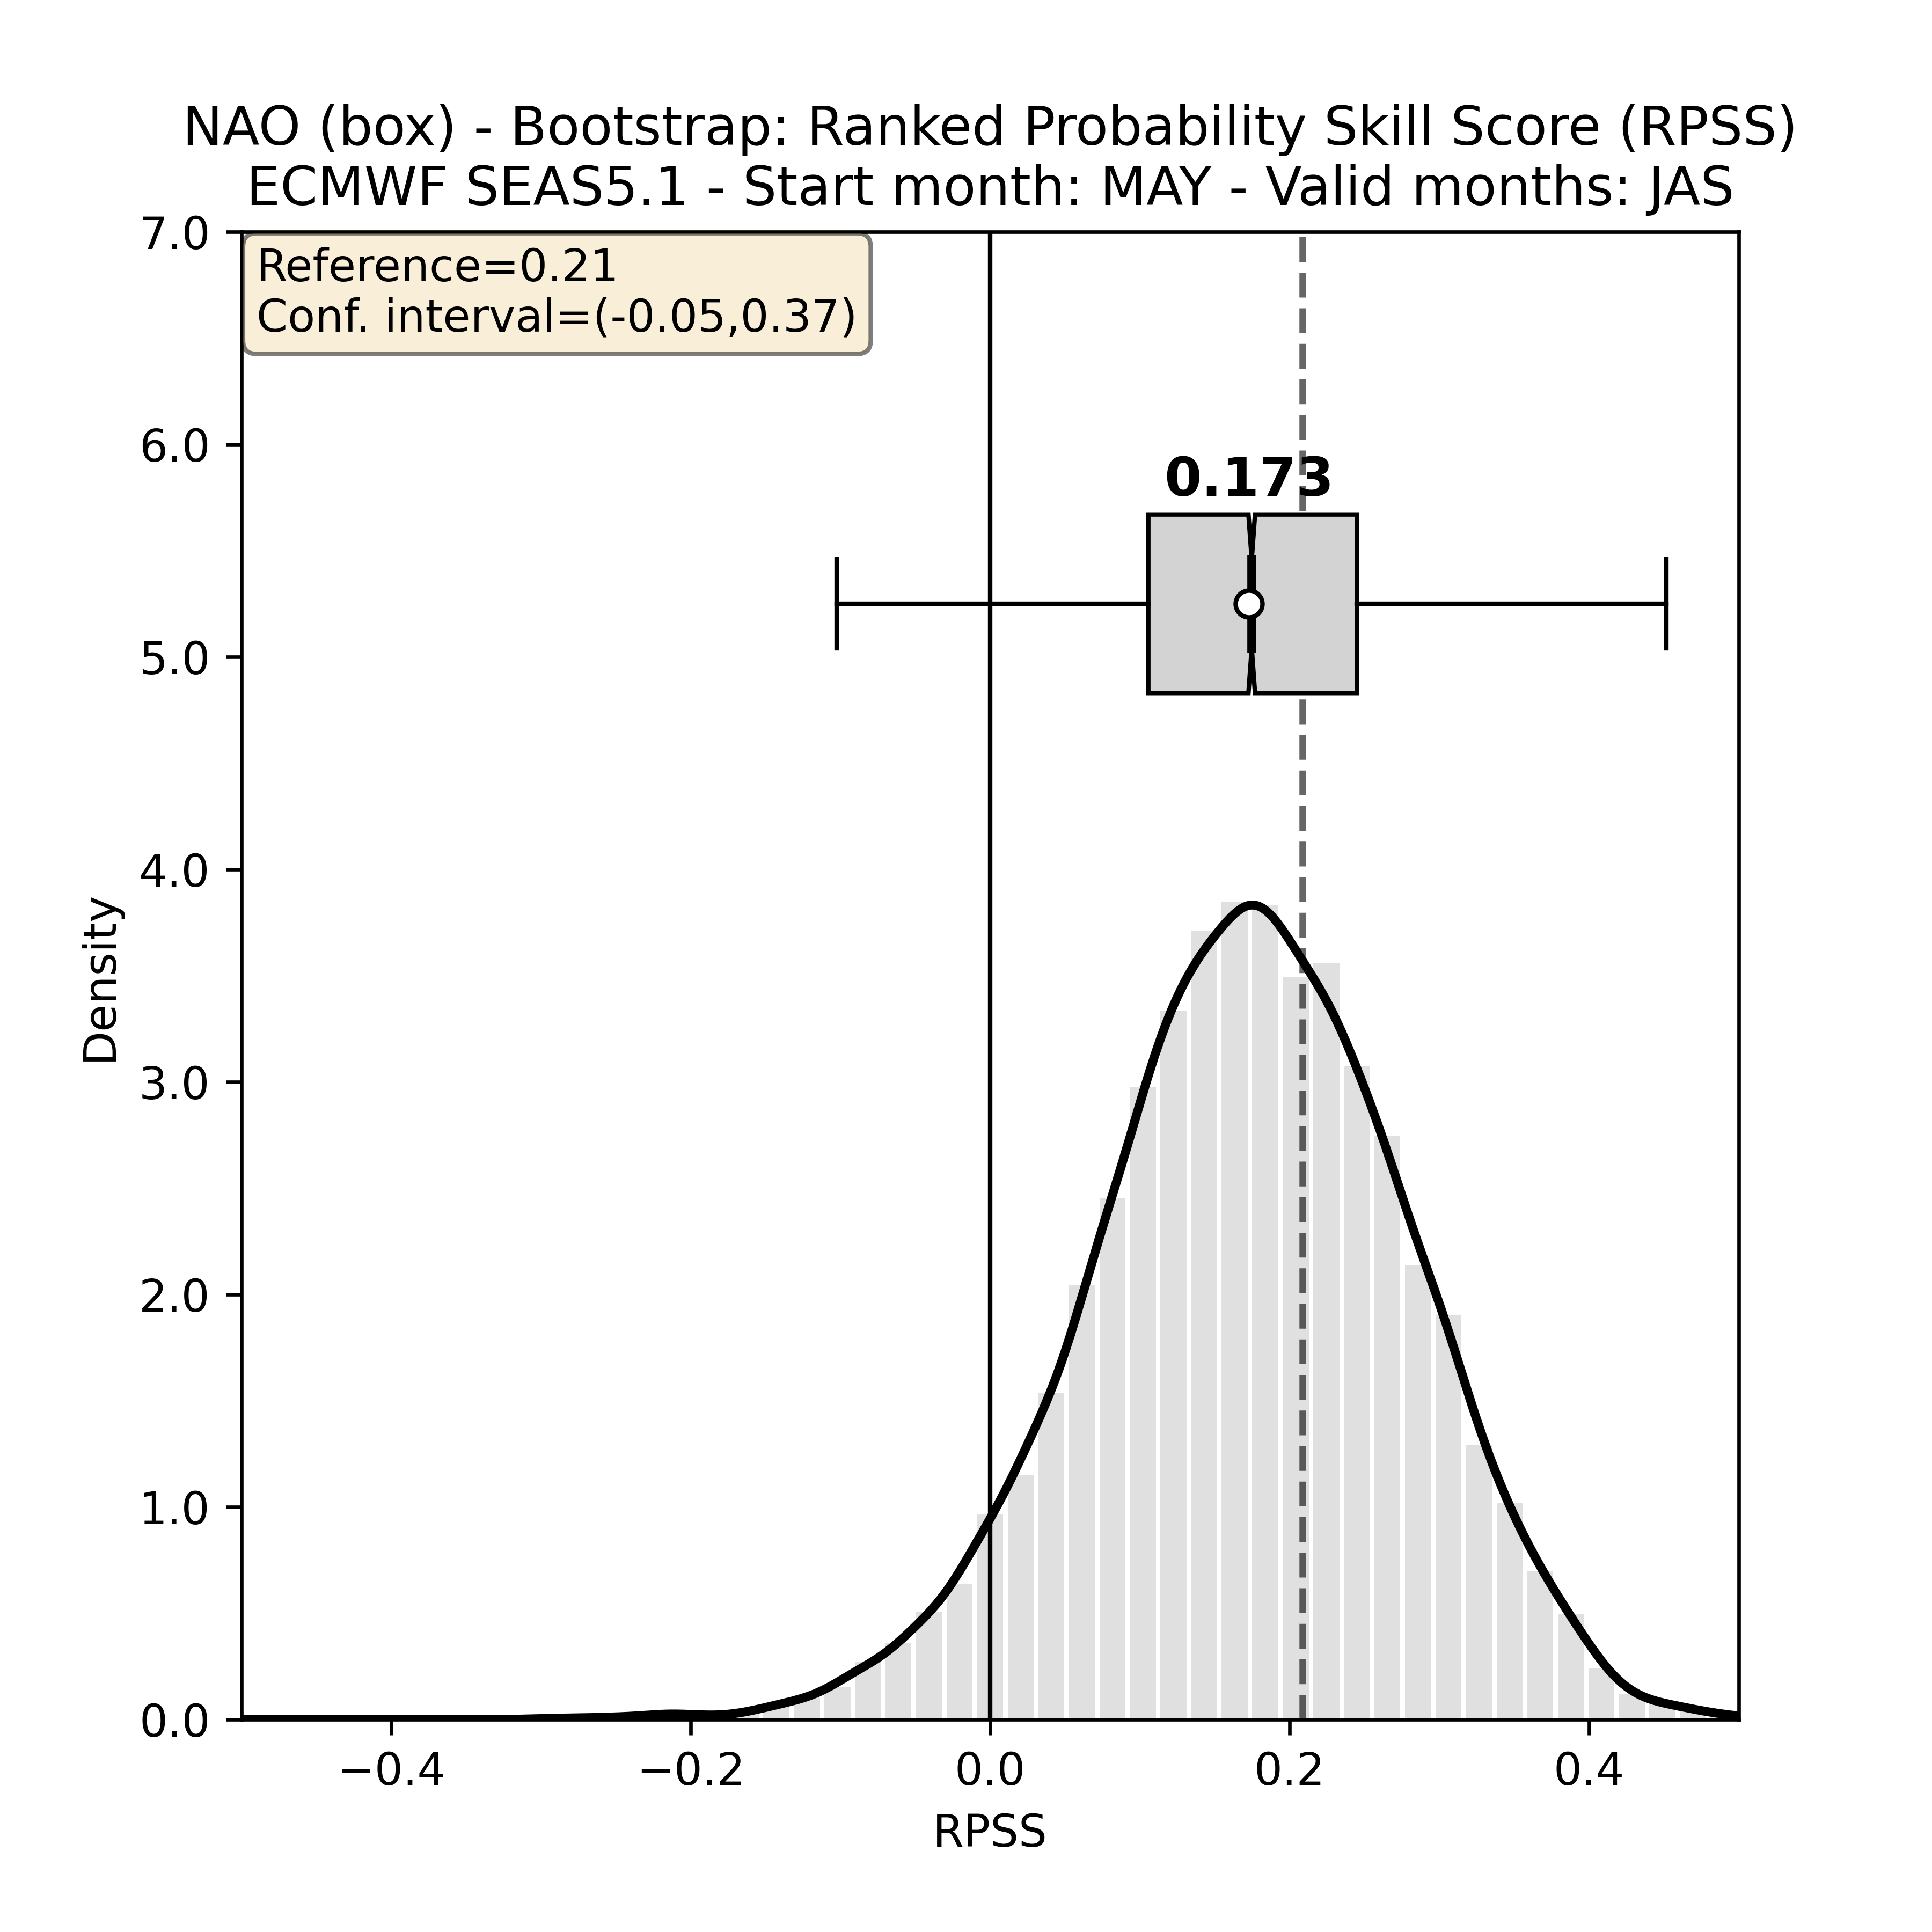 NAO (box) - Bootstrap: Ranked Probability Skill Score (RPSS)
ECMWF SEAS5.1 - Start month: MAY - Valid months: JAS
Reference=0.21
Conf. interval=(-0.05,0.37)
0.173
7.0
6.0
5.0
4.0
3.0
2.0
1.0
0.0
Density
−0.4
−0.2
0.0
0.2
0.4
RPSS